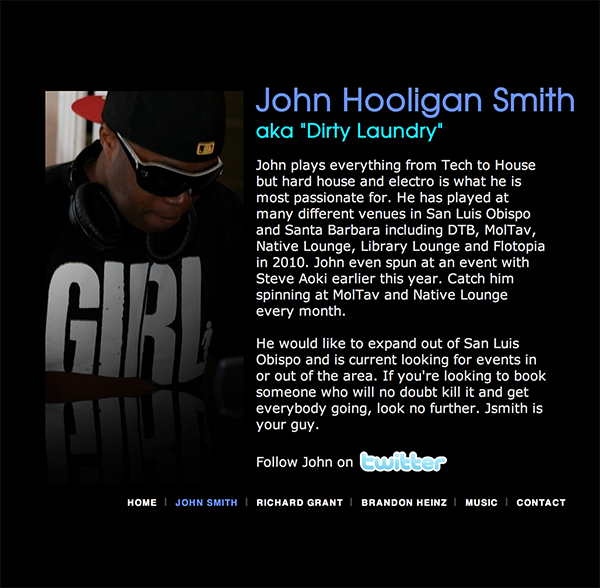 John Hooligan Smith
aka "Dirty Laundry"
John plays everything from Tech to House
but hard house and electro is what he is
most passionate for. He has played at
many different venues in San Luis Obispo
and Santa Barbara including DTB, MolTav,
Native Lounge, Library Lounge and Flotopia
in 2010. John even spun at an event with
Steve Aoki earlier this year. Catch him
spinning at MolTav and Native Lounge
every month.
He would like to expand out of San Luis
Obispo and is current looking for events in
or out of the area. If you're looking to book
someone who will no doubt kill it and get
everybody going, look no further. Jsmith is
your guy.
Follow John on twitter
GIRL
HOME | JOHN SMITH | RICHARD GRANT | BRANDON HEINZ | MUSIC | CONTACT